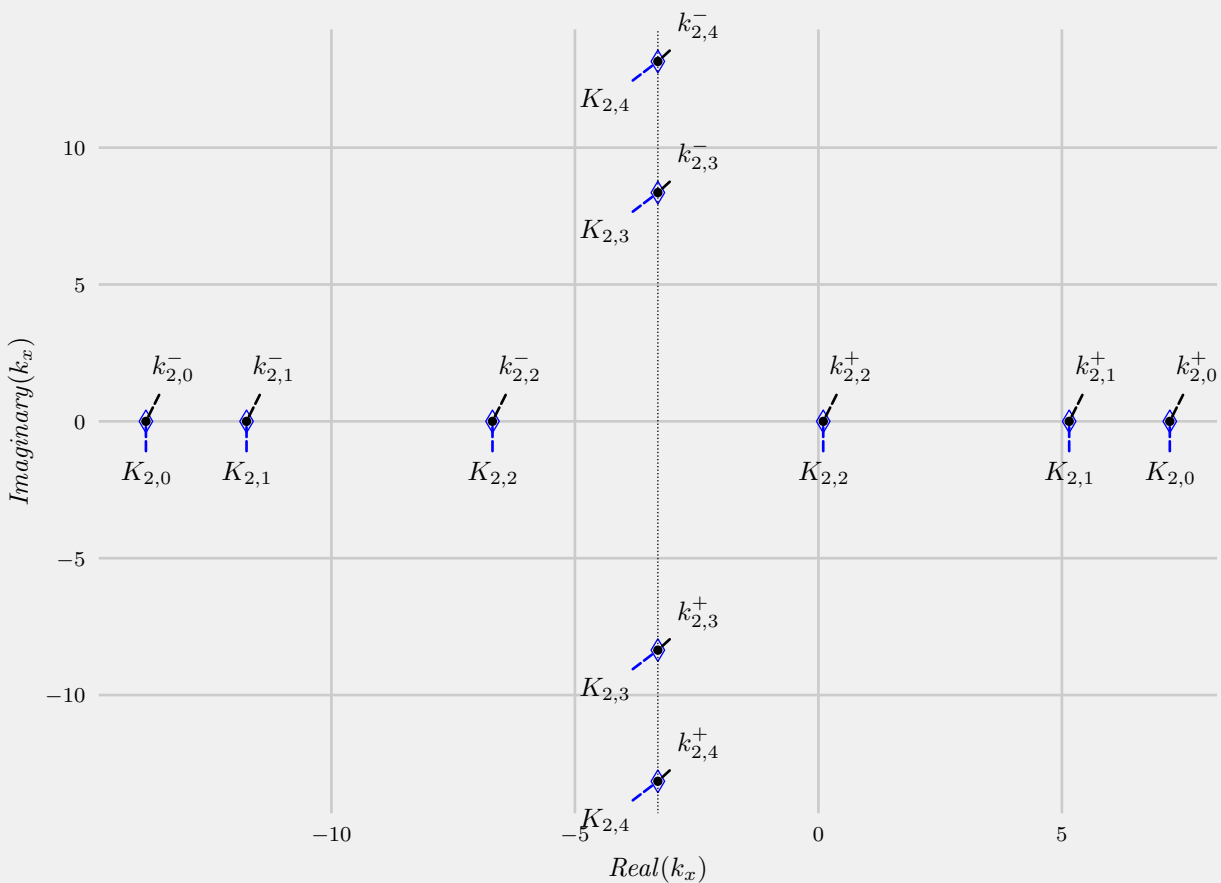 k⁻₂,₄
K₂,₄
10
k⁻₂,₃
K₂,₃
5
k⁻₂,₀ k⁻₂,₁ k⁻₂,₂ k⁺₂,₂ k⁺₂,₁ k⁺₂,₀
0
K₂,₀ K₂,₁ K₂,₂ K₂,₂ K₂,₁ K₂,₀
Imaginary(kₓ)
−5
k⁺₂,₃
K₂,₃
−10
k⁺₂,₄
K₂,₄
−10 −5 0 5
Real(kₓ)